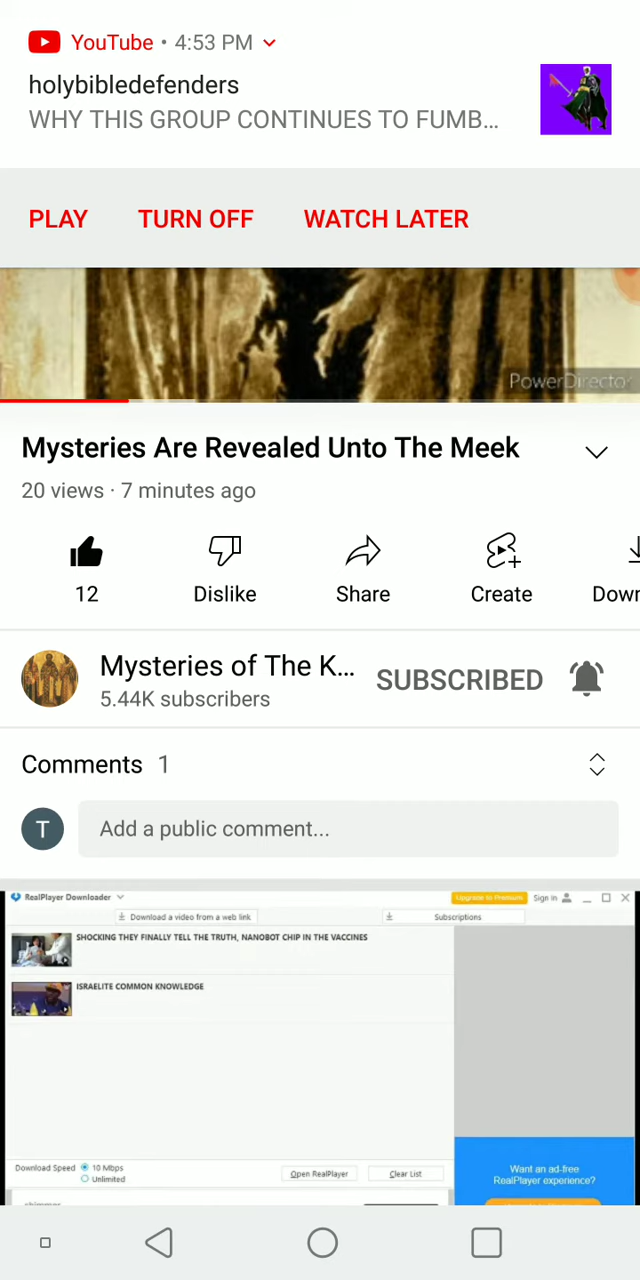 YouTube • 4:53 PM
holybibledefenders
WHY THIS GROUP CONTINUES TO FUMB...
PLAY TURN OFF WATCH LATER
PowerDirector
Mysteries Are Revealed Unto The Meek
20 views · 7 minutes ago
12 Dislike Share Create Down
Mysteries of The K... SUBSCRIBED
5.44K subscribers
Comments 1
T Add a public comment...
RealPlayer Downloader Upgrade to Premium Sign in
Download a video from a web link Subscriptions
SHOCKING THEY FINALLY TELL THE TRUTH, NANOBOT CHIP IN THE VACCINES
ISRAELITE COMMON KNOWLEDGE
Download Speed 10 Mbps
Unlimited
Open RealPlayer Clear List
Want an ad-free
RealPlayer experience?